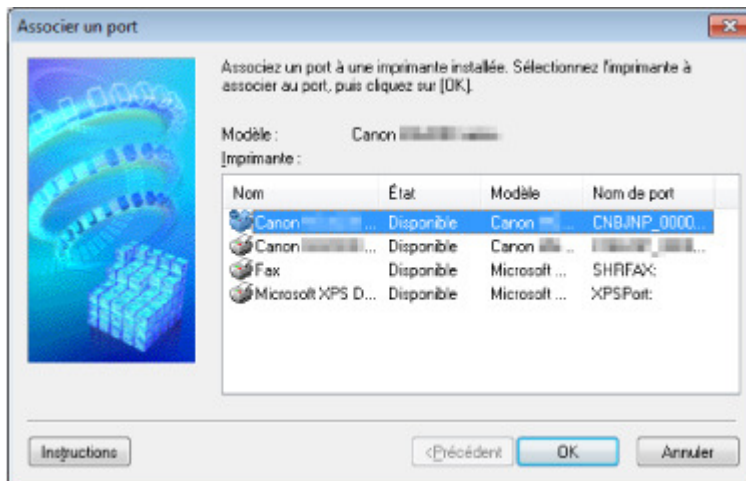 Associer un port
Associez un port à une imprimante installée. Sélectionnez l'imprimante à
associer au port, puis cliquez sur [OK].
Modèle : Canon
Imprimante :
Nom État Modèle Nom de port
Canon ... Disponible Canon ... CNBJNP_0000...
Canon ... Disponible Canon ...
Fax Disponible Microsoft ... SHRFAX:
Microsoft XPS D... Disponible Microsoft ... XPSPort:
Instructions <Précédent OK Annuler